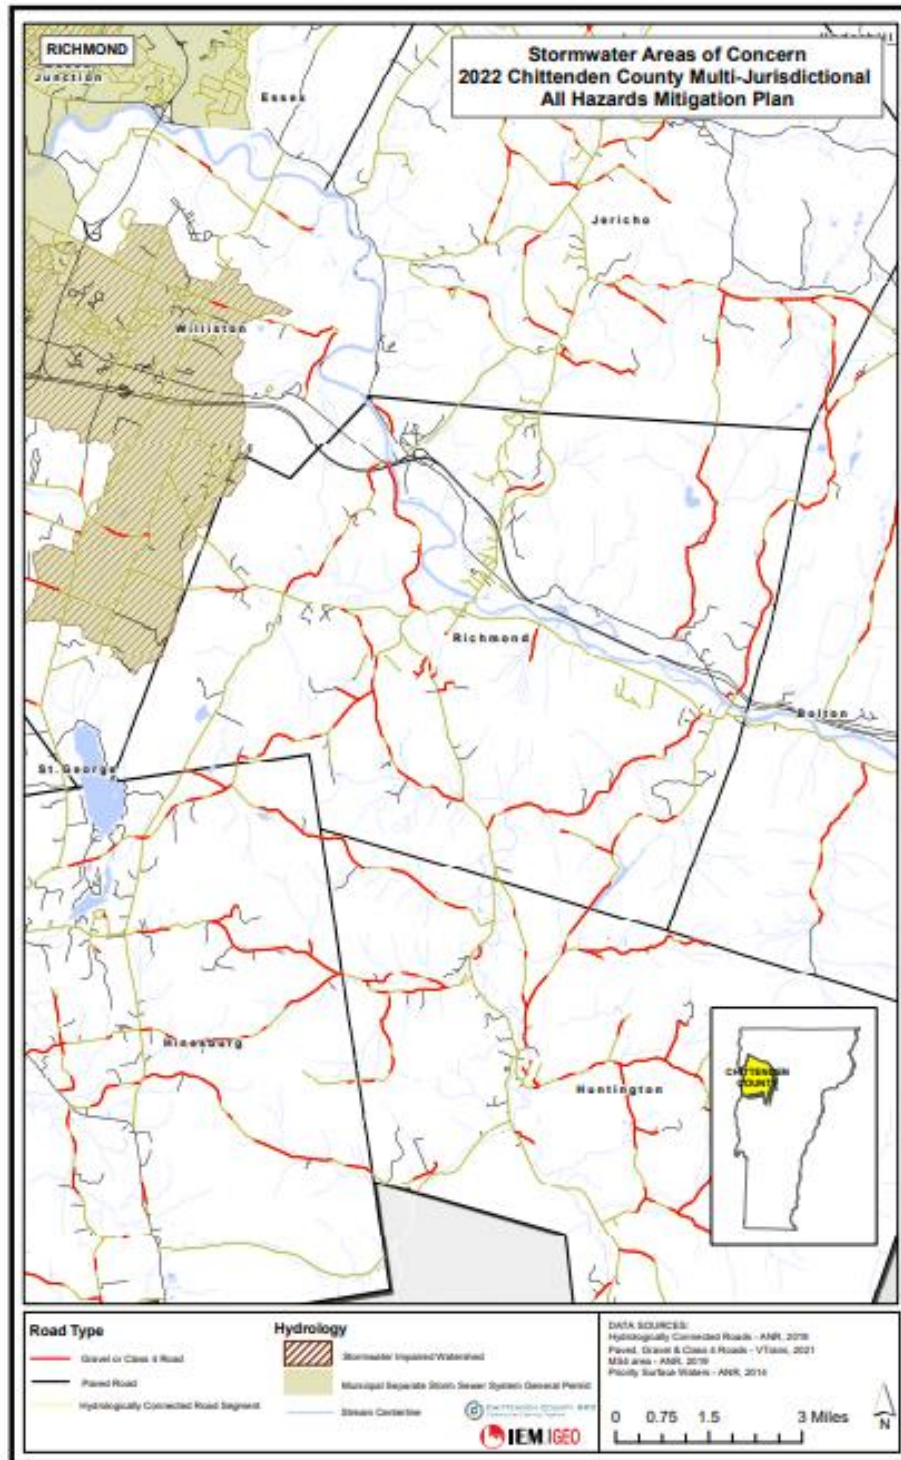 RICHMOND
Stormwater Areas of Concern
2022 Chittenden County Multi-Jurisdictional
All Hazards Mitigation Plan
Junction
Essex
Jericho
Williston
Richmond
Bolton
St. George
Hinesburg
Huntington
CHITTENDEN
COUNTY
Road Type
Gravel or Class 4 Road
Paved Road
Hydrologically Connected Road Segment
Hydrology
Stormwater Impaired Watershed
Municipal Separate Storm Sewer System General Permit
Stream Centerline
CHITTENDEN COUNTY RPC
IEM IGEO
DATA SOURCES:
Hydrologically Connected Roads - ANR, 2019
Paved, Gravel & Class 4 Roads - VTrans, 2021
MS4 area - ANR, 2019
Priority Surface Waters - ANR, 2014
0 0.75 1.5 3 Miles
N